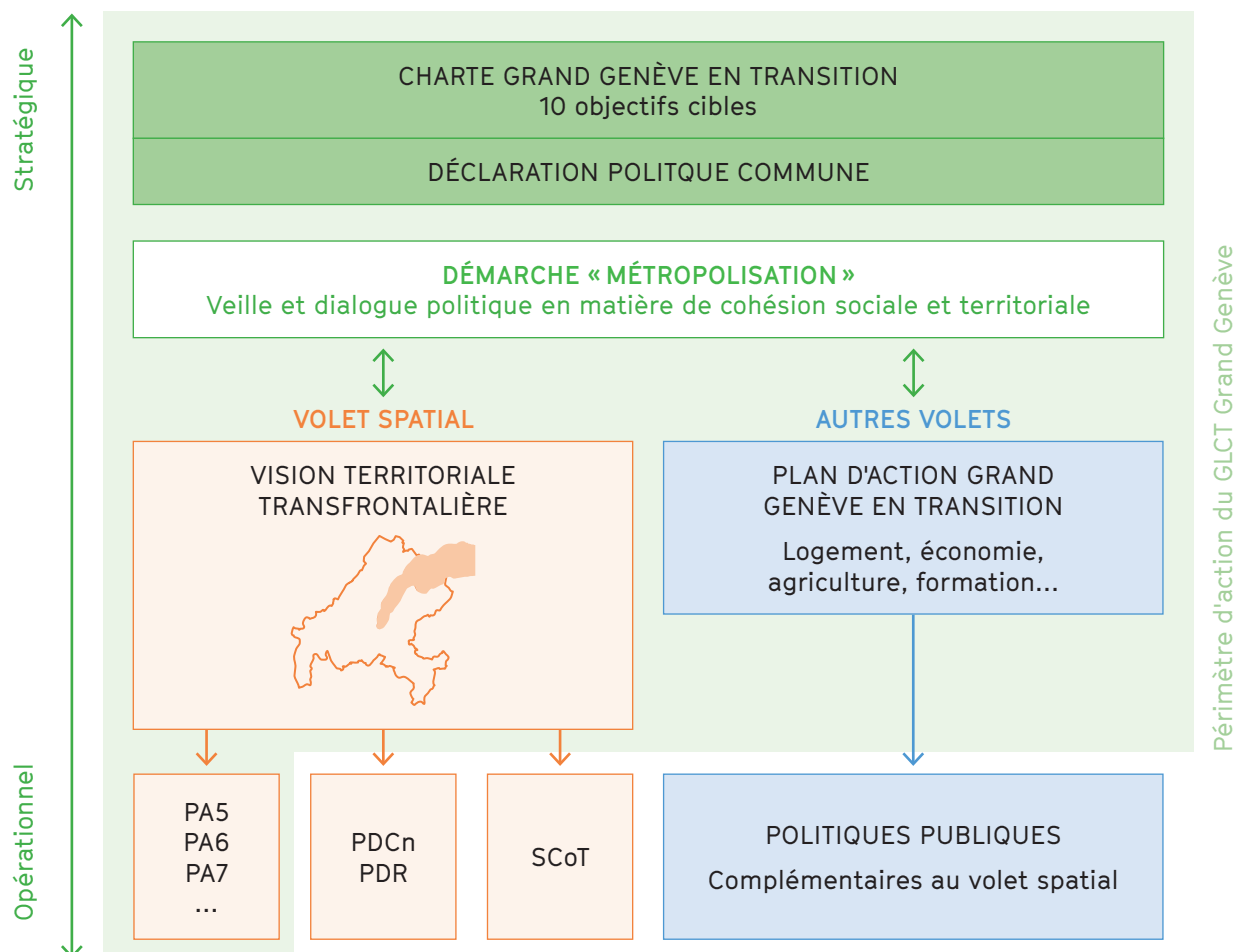 Stratégique
CHARTE GRAND GENÈVE EN TRANSITION
10 objectifs cibles
DÉCLARATION POLITQUE COMMUNE
DÉMARCHE « MÉTROPOLISATION »
Veille et dialogue politique en matière de cohésion sociale et territoriale
VOLET SPATIAL
VISION TERRITORIALE
TRANSFRONTALIÈRE
AUTRES VOLETS
PLAN D'ACTION GRAND
GENÈVE EN TRANSITION
Logement, économie,
agriculture, formation...
Périmètre d'action du GLCT Grand Genève
Opérationnel
PA5
PA6
PA7
...
PDCn
PDR
SCoT
POLITIQUES PUBLIQUES
Complémentaires au volet spatial